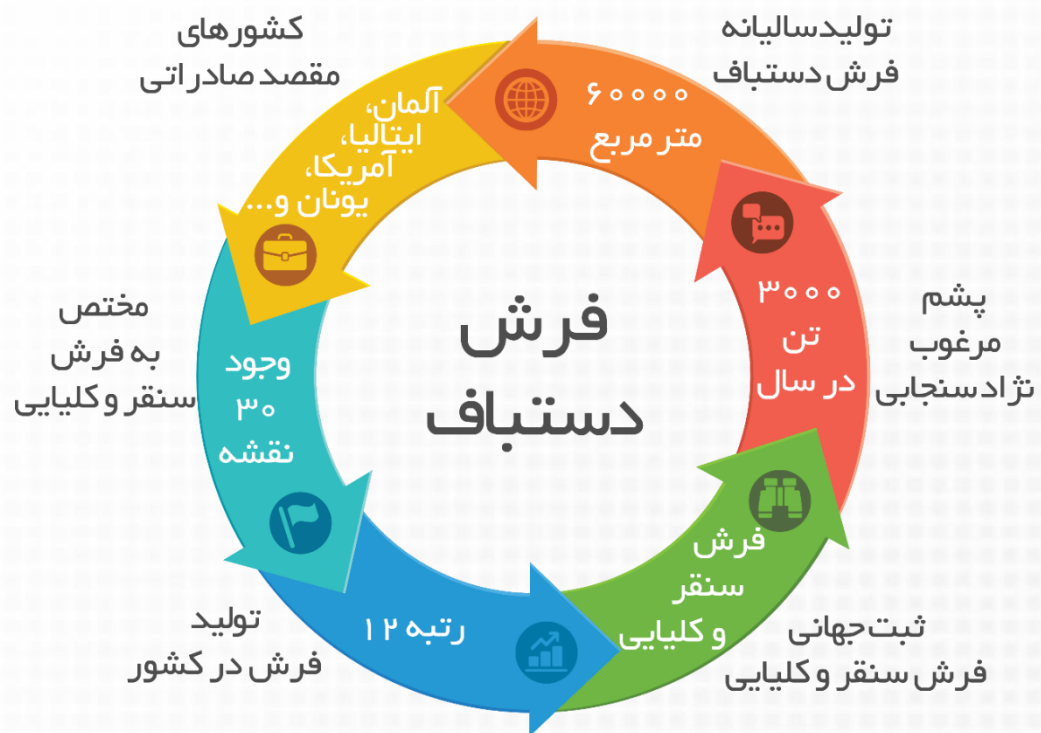 تولید سالیانه
فرش دستباف
۶۰۰۰۰
متر مربع
کشورهای
مقصد صادراتی
آلمان،
ایتالیا،
آمریکا،
یونان و...
مختص
به فرش
سنقر و کلیایی
وجود
۳۰
نقشه
تولید
فرش در کشور
رتبه ۱۲
ثبت جهانی
فرش سنقر و کلیایی
فرش
سنقر
و کلیایی
پشم
مرغوب
نژاد سنجابی
۳۰۰۰
تن
در سال
فرش
دستباف